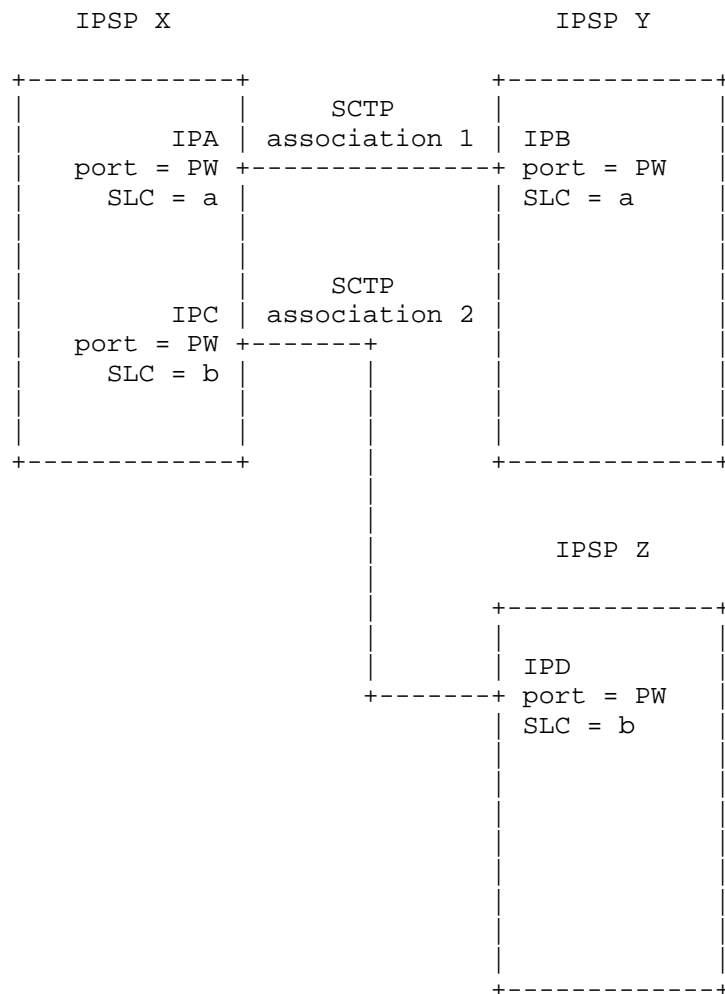 IPSP X IPSP Y
SCTP
IPA association 1 IPB
port = PW port = PW
SLC = a SLC = a
SCTP
IPC association 2
port = PW
SLC = b
IPSP Z
IPD
port = PW
SLC = b